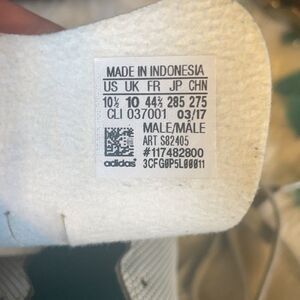 MADE IN INDONESIA
US UK FR JP CHN
10½ 10 44⅔ 285 275
CLI 037001 03/17
MALE/MÂLE
ART S82405
#117482800
adidas 3CFG0P5L00011